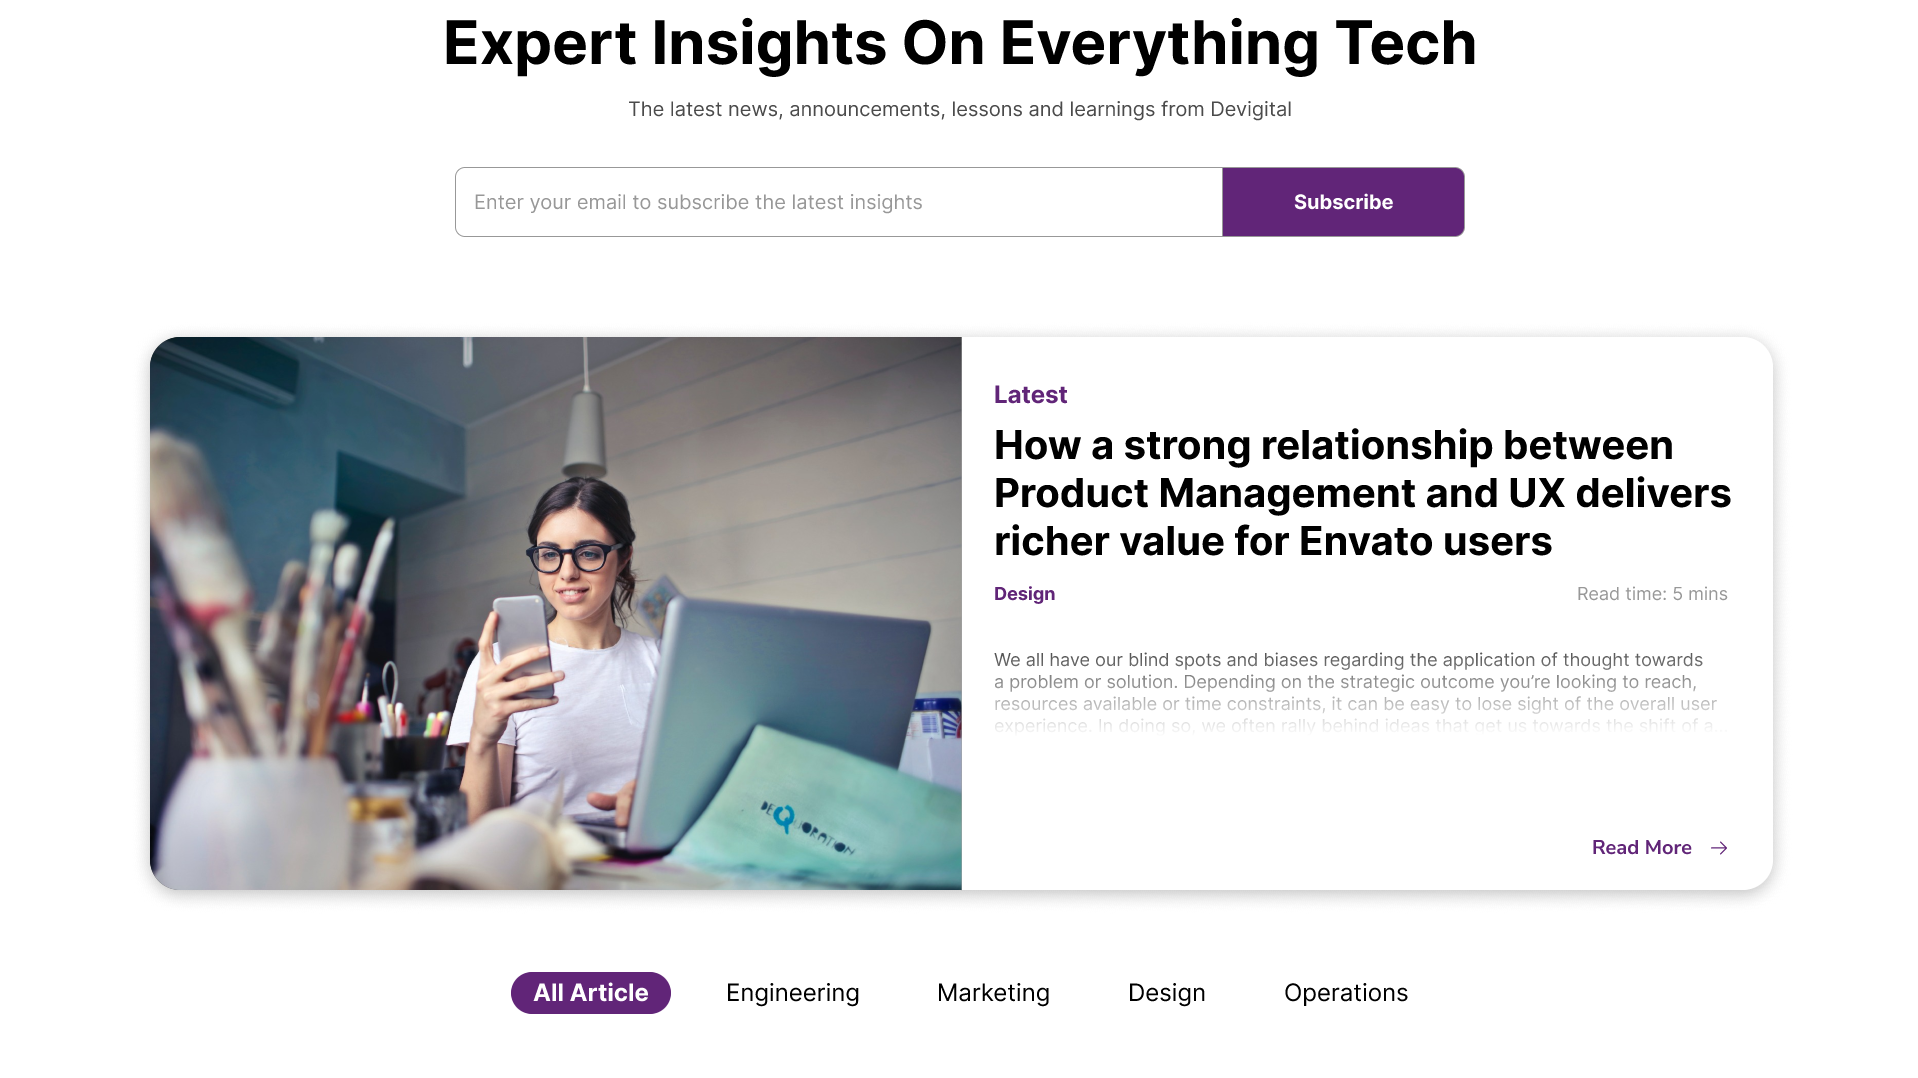 Expert Insights On Everything Tech
The latest news, announcements, lessons and learnings from Devigital
Enter your email to subscribe the latest insights
Subscribe
Latest
How a strong relationship between
Product Management and UX delivers
richer value for Envato users
Design
Read time: 5 mins
We all have our blind spots and biases regarding the application of thought towards
a problem or solution. Depending on the strategic outcome you’re looking to reach,
resources available or time constraints, it can be easy to lose sight of the overall user
experience. In doing so, we often rally behind ideas that get us towards the shift of a...
DEQUORATION
Read More
All Article
Engineering
Marketing
Design
Operations